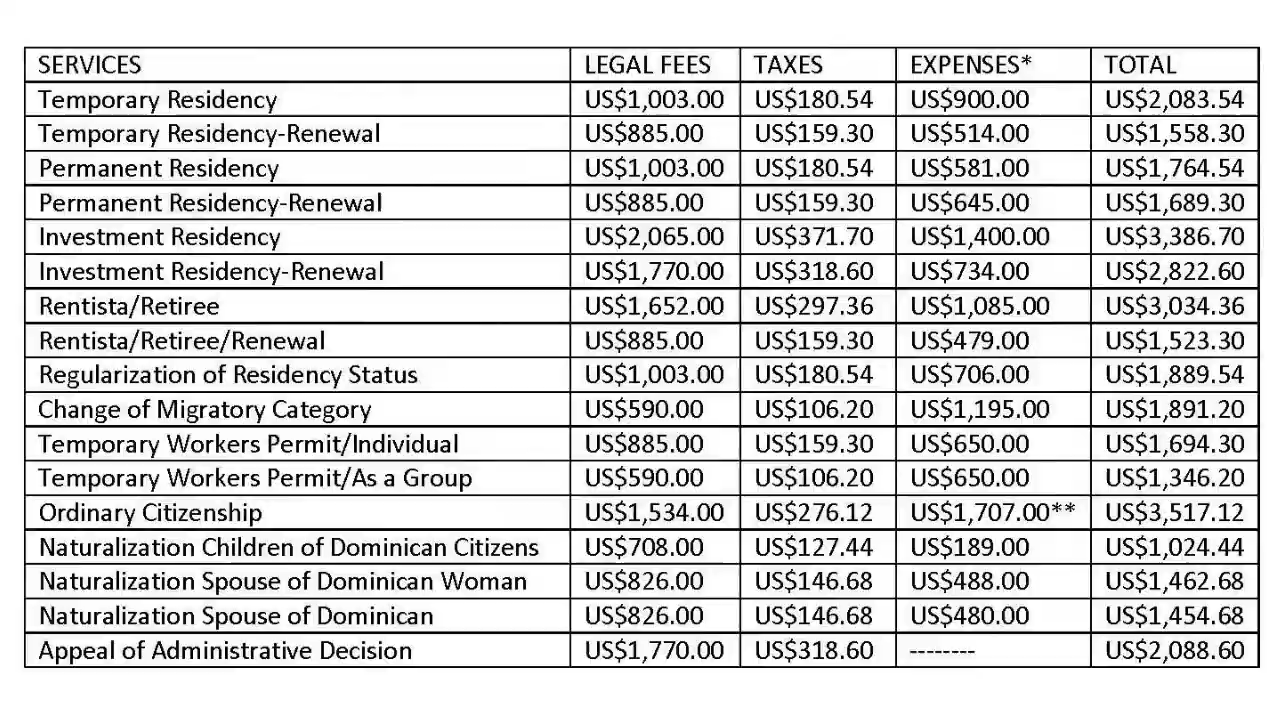 SERVICES LEGAL FEES TAXES EXPENSES* TOTAL
Temporary Residency US$1,003.00 US$180.54 US$900.00 US$2,083.54
Temporary Residency-Renewal US$885.00 US$159.30 US$514.00 US$1,558.30
Permanent Residency US$1,003.00 US$180.54 US$581.00 US$1,764.54
Permanent Residency-Renewal US$885.00 US$159.30 US$645.00 US$1,689.30
Investment Residency US$2,065.00 US$371.70 US$1,400.00 US$3,386.70
Investment Residency-Renewal US$1,770.00 US$318.60 US$734.00 US$2,822.60
Rentista/Retiree US$1,652.00 US$297.36 US$1,085.00 US$3,034.36
Rentista/Retiree/Renewal US$885.00 US$159.30 US$479.00 US$1,523.30
Regularization of Residency Status US$1,003.00 US$180.54 US$706.00 US$1,889.54
Change of Migratory Category US$590.00 US$106.20 US$1,195.00 US$1,891.20
Temporary Workers Permit/Individual US$885.00 US$159.30 US$650.00 US$1,694.30
Temporary Workers Permit/As a Group US$590.00 US$106.20 US$650.00 US$1,346.20
Ordinary Citizenship US$1,534.00 US$276.12 US$1,707.00** US$3,517.12
Naturalization Children of Dominican Citizens US$708.00 US$127.44 US$189.00 US$1,024.44
Naturalization Spouse of Dominican Woman US$826.00 US$146.68 US$488.00 US$1,462.68
Naturalization Spouse of Dominican US$826.00 US$146.68 US$480.00 US$1,454.68
Appeal of Administrative Decision US$1,770.00 US$318.60 -------- US$2,088.60